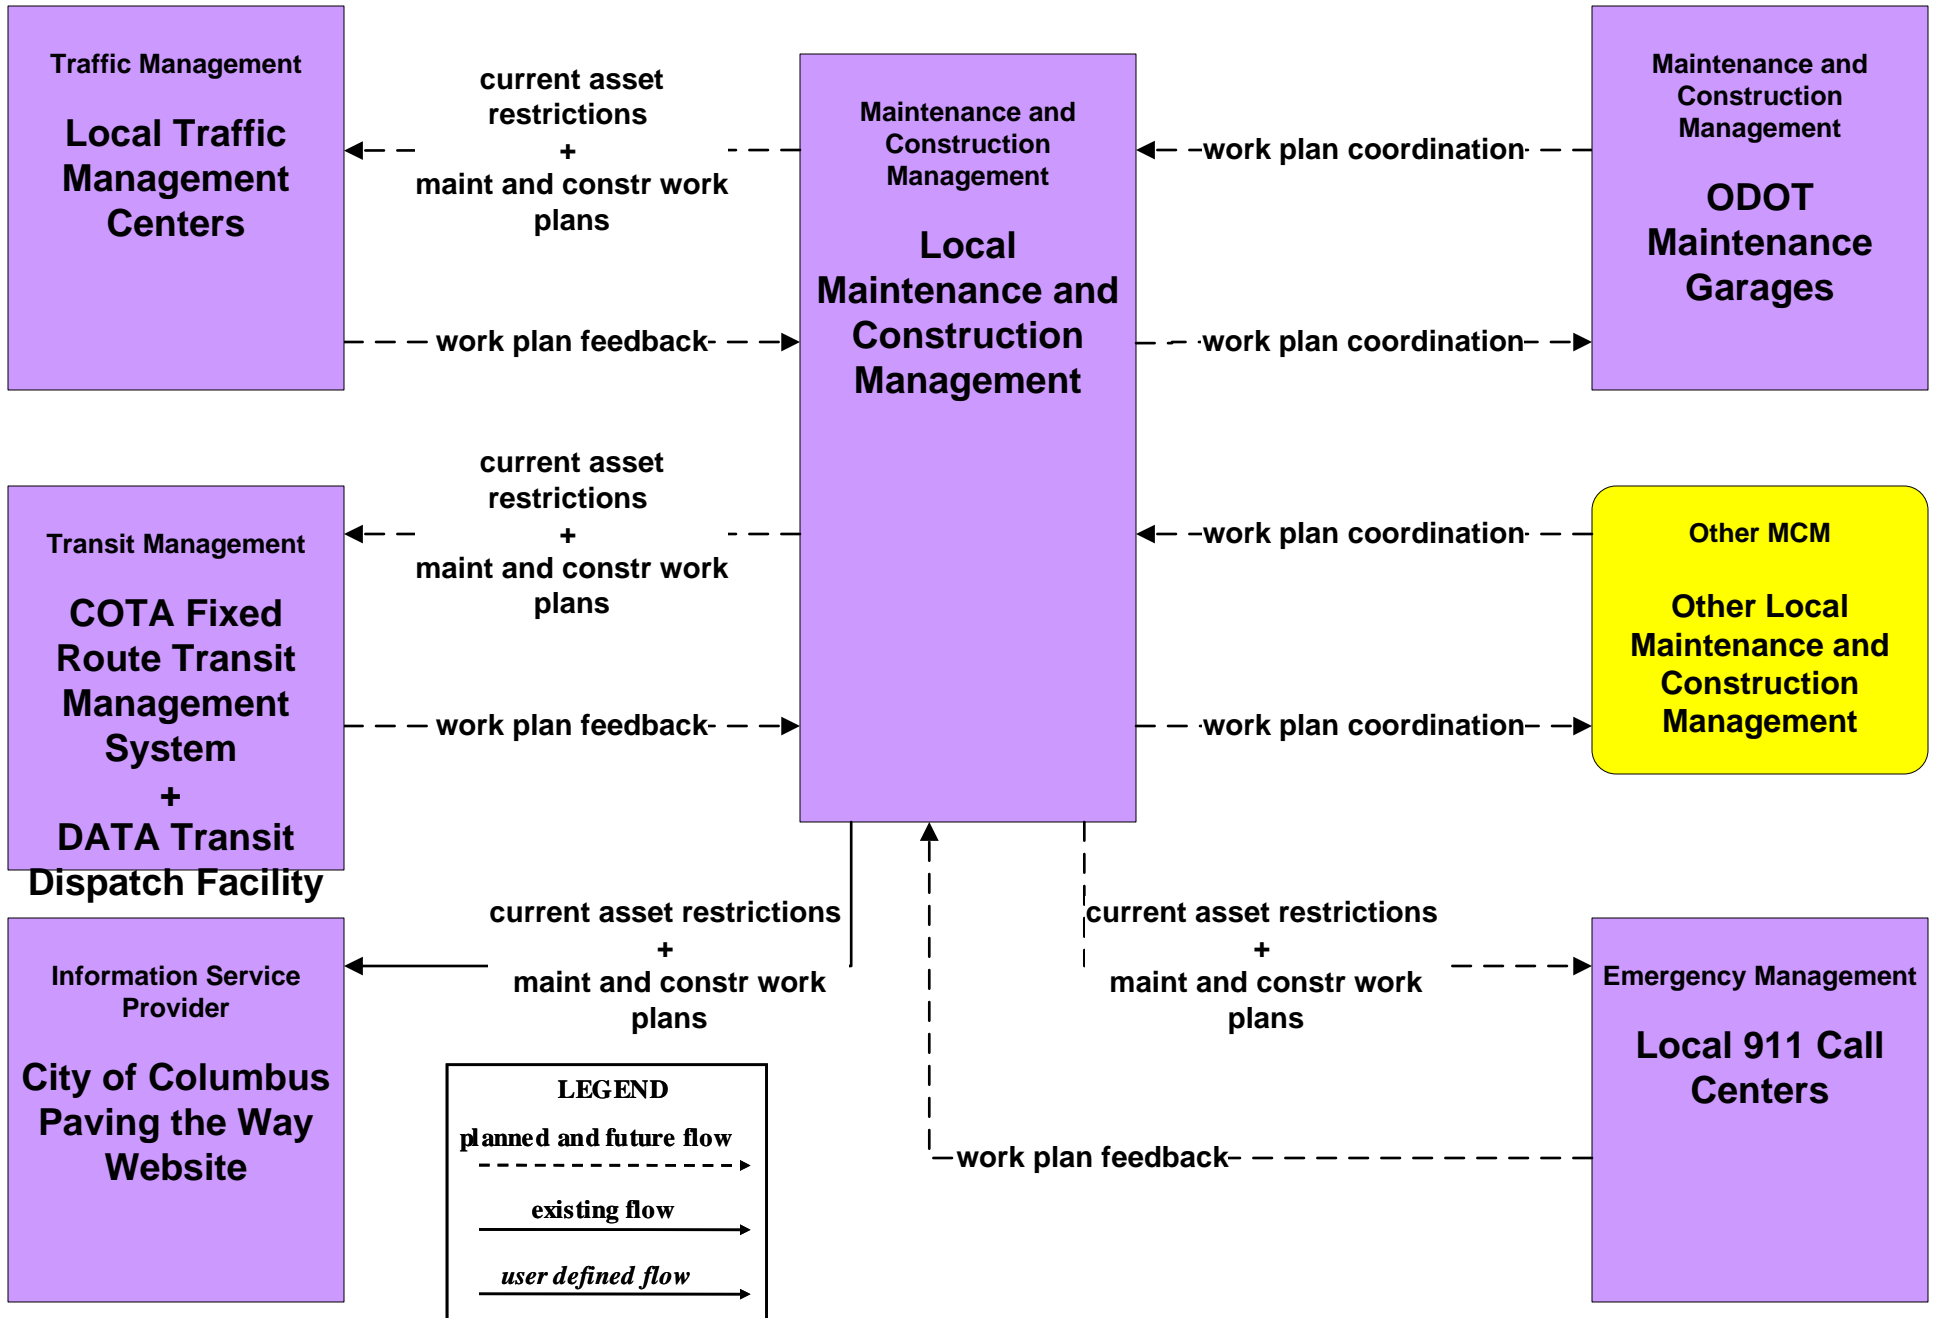 Traffic Management
Local Traffic
Management
Centers
current asset
restrictions
+
maint and constr work
plans
work plan feedback
Maintenance and
Construction
Management
Local
Maintenance and
Construction
Management
work plan coordination
work plan coordination
Maintenance and
Construction
Management
ODOT
Maintenance
Garages
Transit Management
COTA Fixed
Route Transit
Management
System
+
DATA Transit
Dispatch Facility
current asset
restrictions
+
maint and constr work
plans
work plan feedback
work plan coordination
work plan coordination
Other MCM
Other Local
Maintenance and
Construction
Management
Information Service
Provider
City of Columbus
Paving the Way
Website
current asset restrictions
+
maint and constr work
plans
current asset restrictions
+
maint and constr work
plans
work plan feedback
Emergency Management
Local 911 Call
Centers
LEGEND
planned and future flow
existing flow
user defined flow